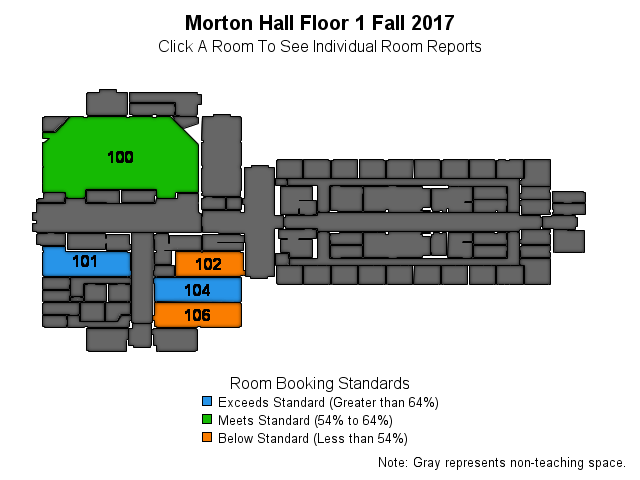 Morton Hall Floor 1 Fall 2017
Click A Room To See Individual Room Reports
100
101
102
104
106
Room Booking Standards
Exceeds Standard (Greater than 64%)
Meets Standard (54% to 64%)
Below Standard (Less than 54%)
Note: Gray represents non-teaching space.